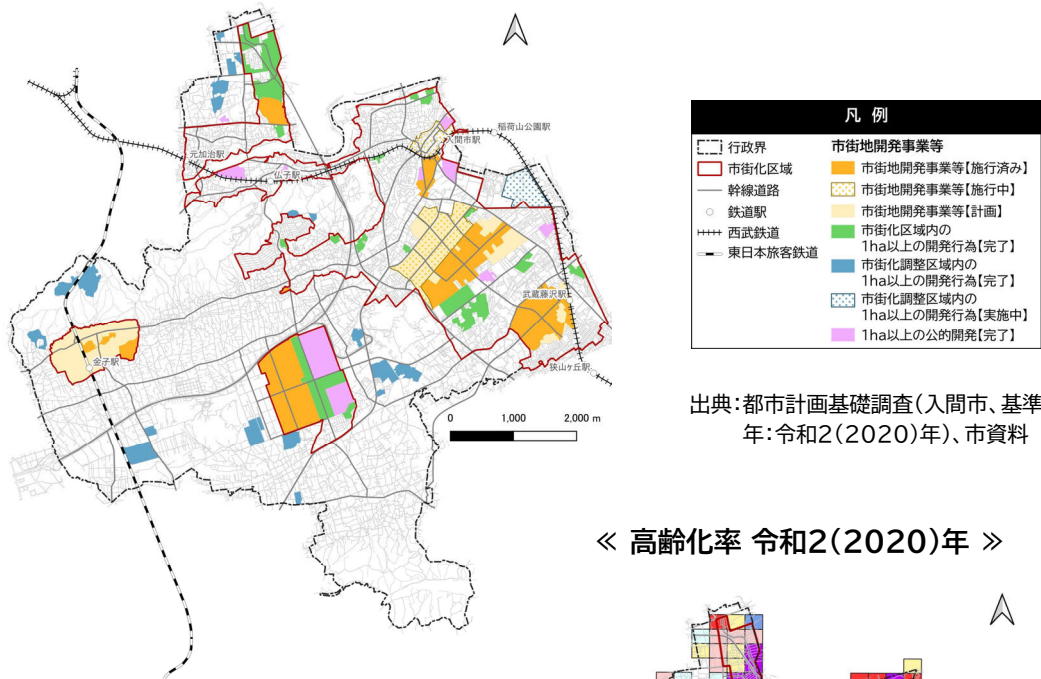 稲荷山公園駅
入間市駅
元加治駅
仏子駅
武蔵藤沢駅
金子駅
狭山ヶ丘駅
0 1,000 2,000 m
凡 例
行政界
市街化区域
幹線道路
鉄道駅
西武鉄道
東日本旅客鉄道
市街地開発事業等
市街地開発事業等【施行済み】
市街地開発事業等【施行中】
市街地開発事業等【計画】
市街化区域内の
1ha以上の開発行為【完了】
市街化調整区域内の
1ha以上の開発行為【完了】
市街化調整区域内の
1ha以上の開発行為【実施中】
1ha以上の公的開発【完了】
出典:都市計画基礎調査(入間市、基準
年:令和2(2020)年)、市資料
≪ 高齢化率 令和2(2020)年 ≫